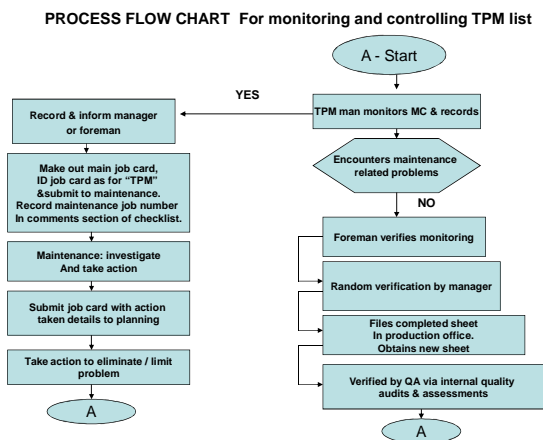 PROCESS FLOW CHART For monitoring and controlling TPM list
A - Start
YES
TPM man monitors MC & records
Encounters maintenance
related problems
NO
Foreman verifies monitoring
Random verification by manager
Files completed sheet
In production office.
Obtains new sheet
Verified by QA via internal quality
audits & assessments
A
Record & inform manager
or foreman
Make out main job card,
ID job card as for “TPM”
&submit to maintenance.
Record maintenance job number
In comments section of checklist.
Maintenance: investigate
And take action
Submit job card with action
taken details to planning
Take action to eliminate / limit
problem
A